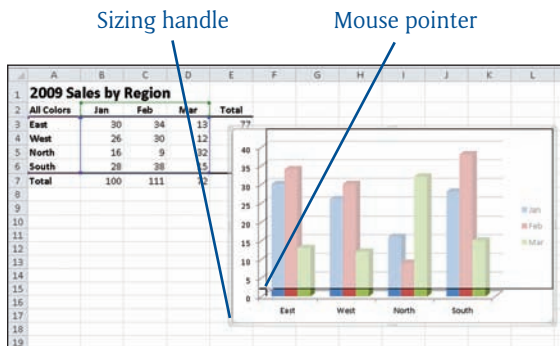 Sizing handle Mouse pointer
A B C D E F G H I J K L
1 2009 Sales by Region
2 All Colors Jan Feb Mar Total
3 East 30 34 13 77
4 West 26 30 12
5 North 16 9 32
6 South 28 38 15
7 Total 100 111 72
8
9
10
11
12
13
14
15
16
17
18
19
40
35
30
25
20
15
10
5
0
East West North South
Jan
Feb
Mar